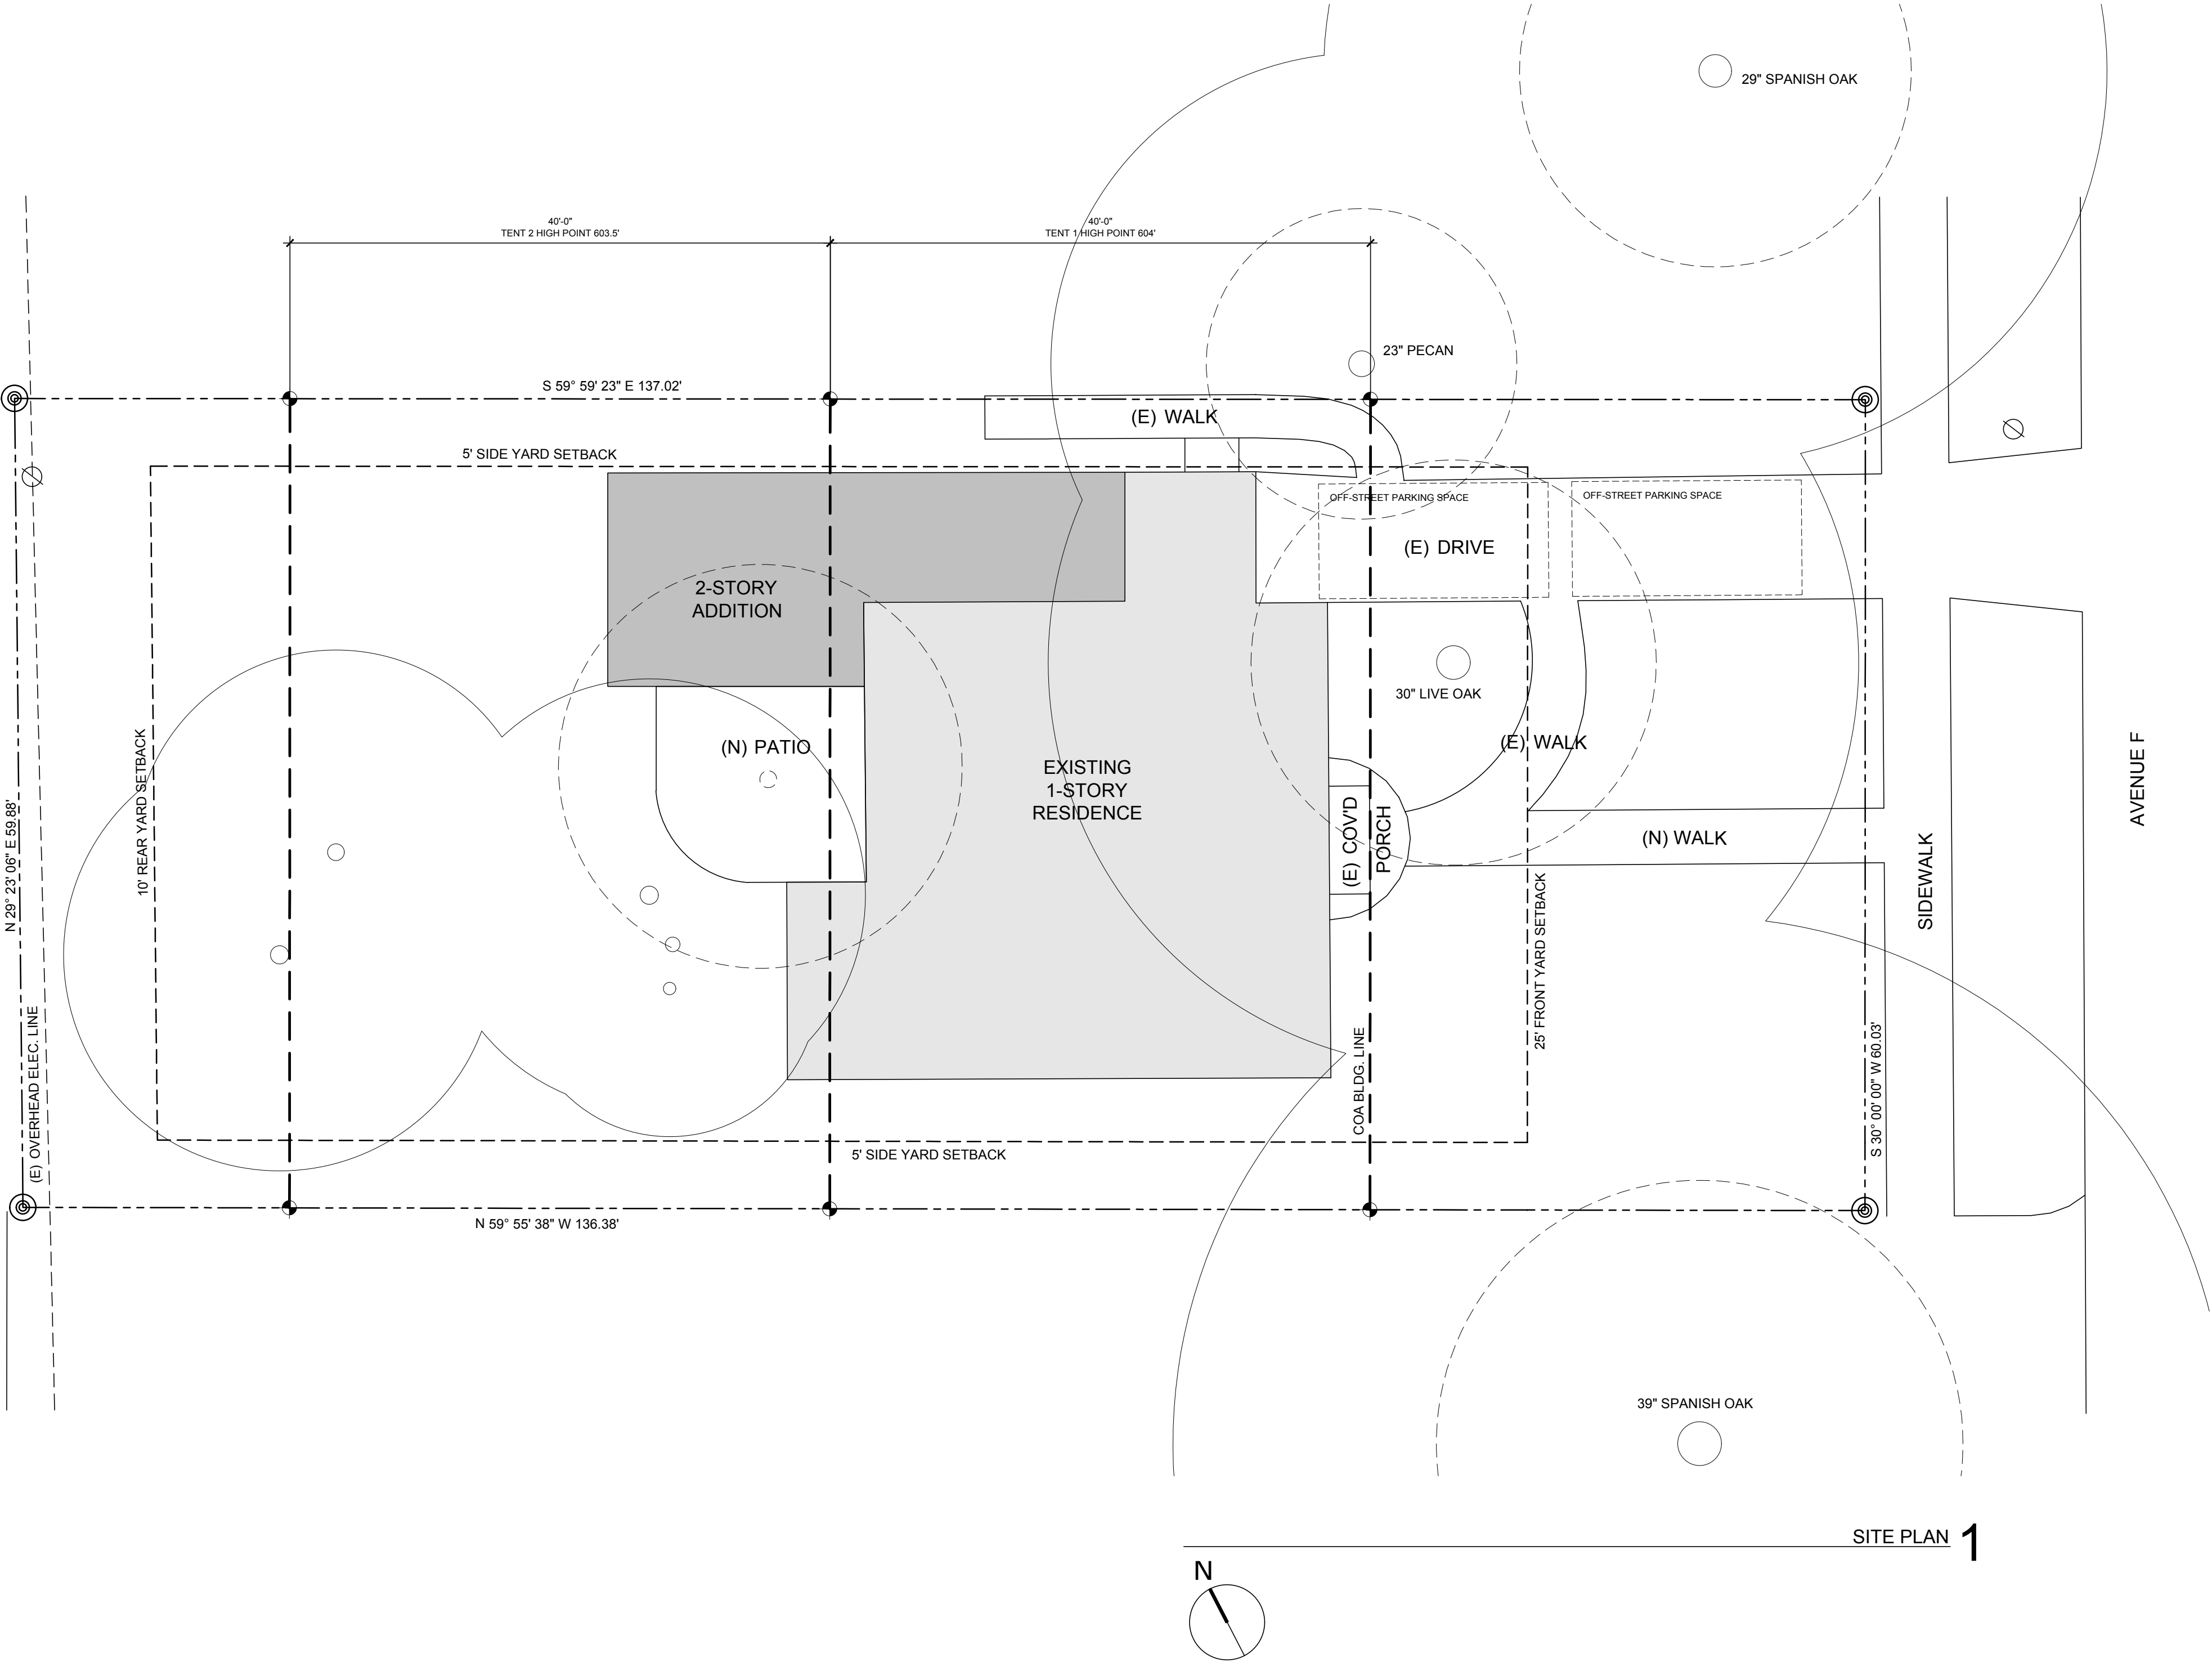 29" SPANISH OAK
40'-0"
TENT 2 HIGH POINT 603.5'
40'-0"
TENT 1 HIGH POINT 604'
23" PECAN
S 59° 59' 23" E 137.02'
(E) WALK
5' SIDE YARD SETBACK
OFF-STREET PARKING SPACE
OFF-STREET PARKING SPACE
(E) DRIVE
2-STORY
ADDITION
30" LIVE OAK
(N) PATIO
(E) WALK
EXISTING
1-STORY
RESIDENCE
(E) COV'D
PORCH
(N) WALK
AVENUE F
SIDEWALK
10' REAR YARD SETBACK
N 29° 23' 06" E 59.88'
(E) OVERHEAD ELEC. LINE
25' FRONT YARD SETBACK
COA BLDG. LINE
S 30° 00' 00" W 60.03'
5' SIDE YARD SETBACK
N 59° 55' 38" W 136.38'
39" SPANISH OAK
SITE PLAN 1
N